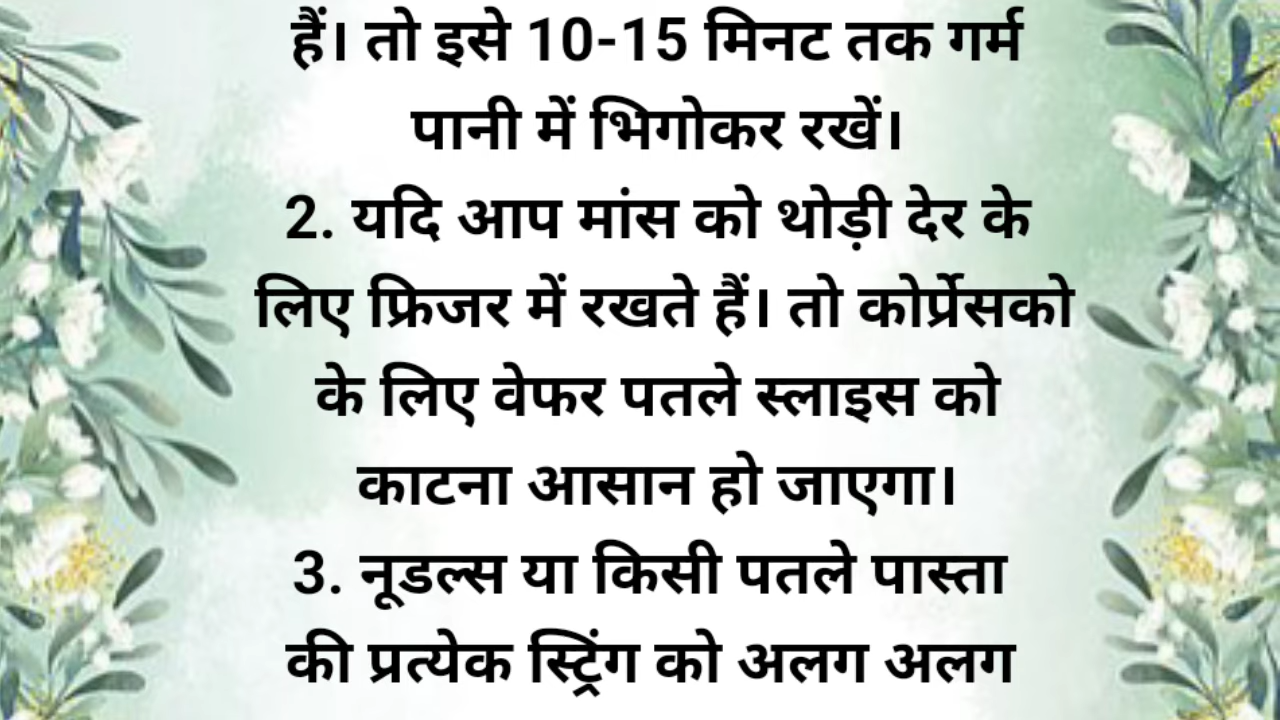 हैं। तो इसे 10-15 मिनट तक गर्म
पानी में भिगोकर रखें।
2. यदि आप मांस को थोड़ी देर के
लिए फ्रिजर में रखते हैं। तो कोर्प्रेसको
के लिए वेफर पतले स्लाइस को
काटना आसान हो जाएगा।
3. नूडल्स या किसी पतले पास्ता
की प्रत्येक स्ट्रिंग को अलग अलग